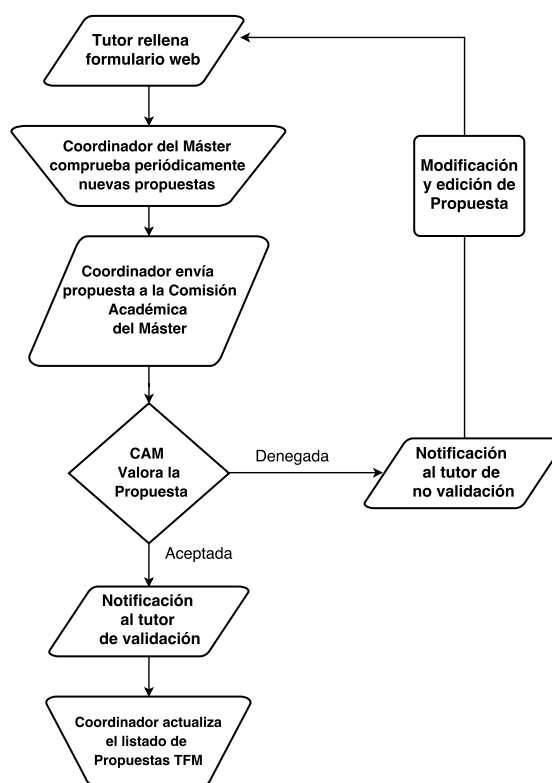 Tutor rellena
formulario web
Coordinador del Máster
comprueba periódicamente
nuevas propuestas
Modificación
y edición de
Propuesta
Coordinador envía
propuesta a la Comisión
Académica
del Máster
CAM
Valora la
Propuesta
Denegada
Notificación
al tutor de
no validación
Aceptada
Notificación
al tutor
de validación
Coordinador actualiza
el listado de
Propuestas TFM